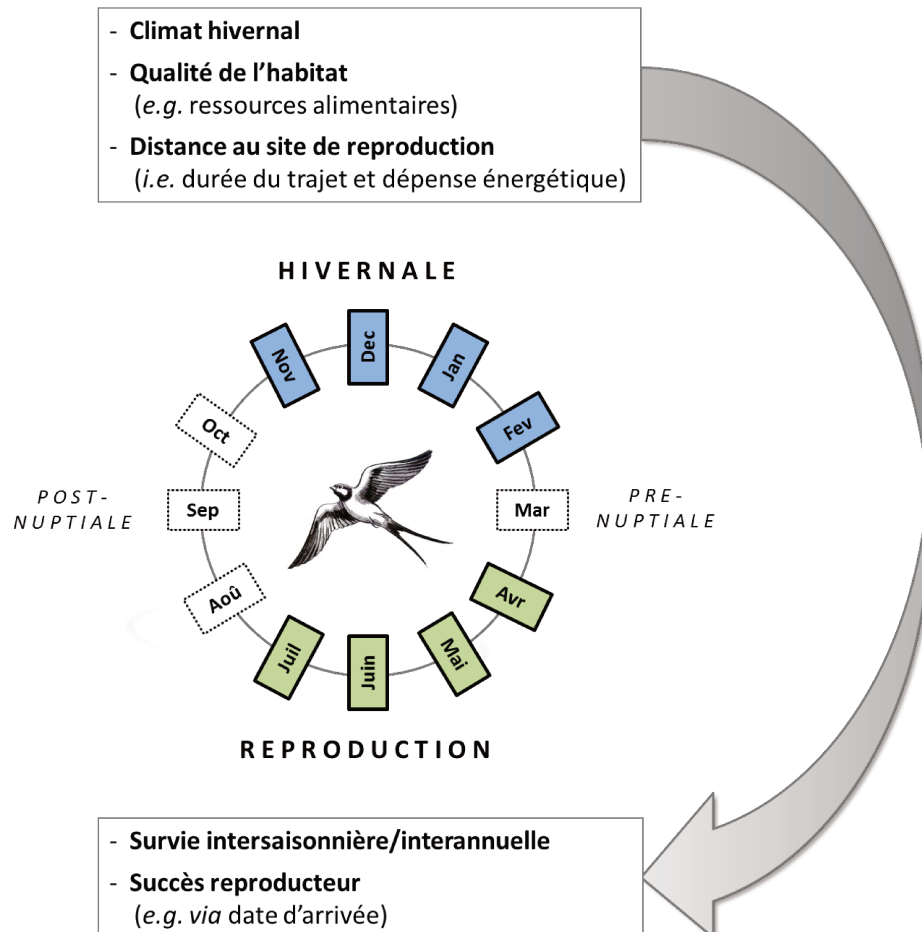 - Climat hivernal
- Qualité de l'habitat
(e.g. ressources alimentaires)
- Distance au site de reproduction
(i.e. durée du trajet et dépense énergétique)
HIVERNALE
Dec
Nov
Jan
Oct
Fev
POST-
NUPTIALE
Sep
Mar
PRE-
NUPTIALE
Aoû
Avr
Juil
Juin
Mai
REPRODUCTION
- Survie intersaisonnière/interannuelle
- Succès reproducteur
(e.g. via date d'arrivée)